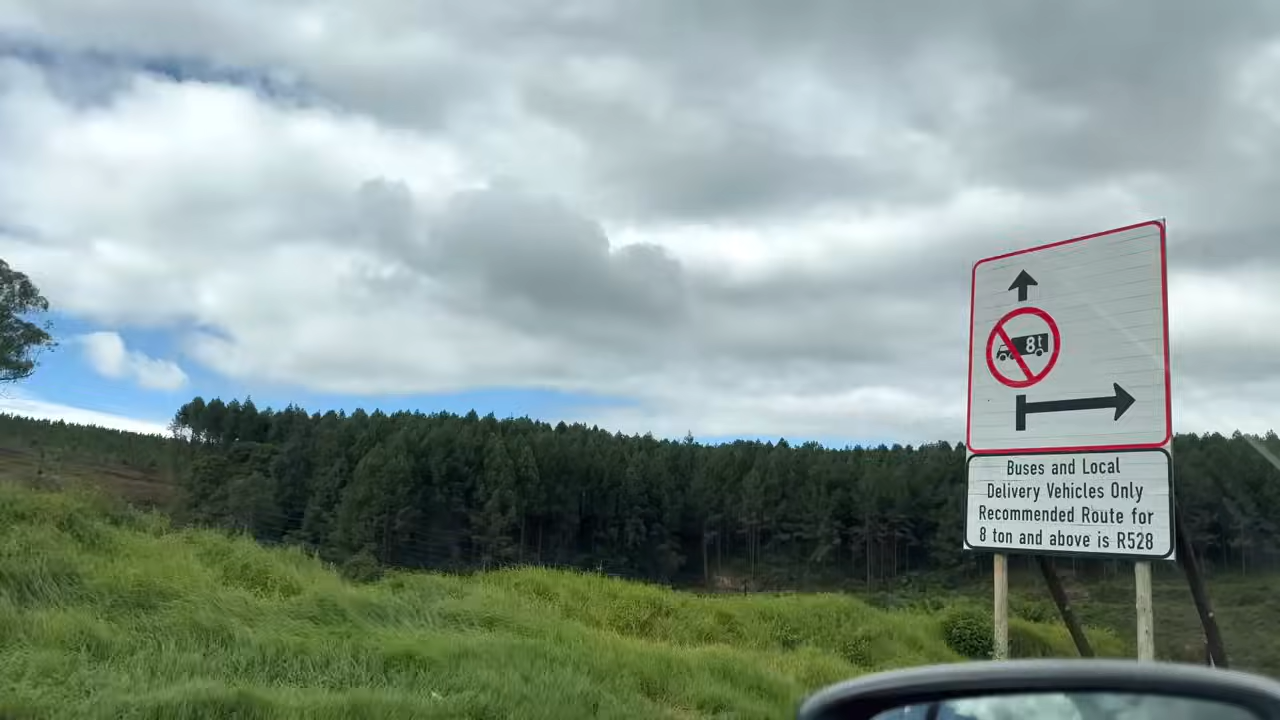 8t
Buses and Local
Delivery Vehicles Only
Recommended Route for
8 ton and above is R528